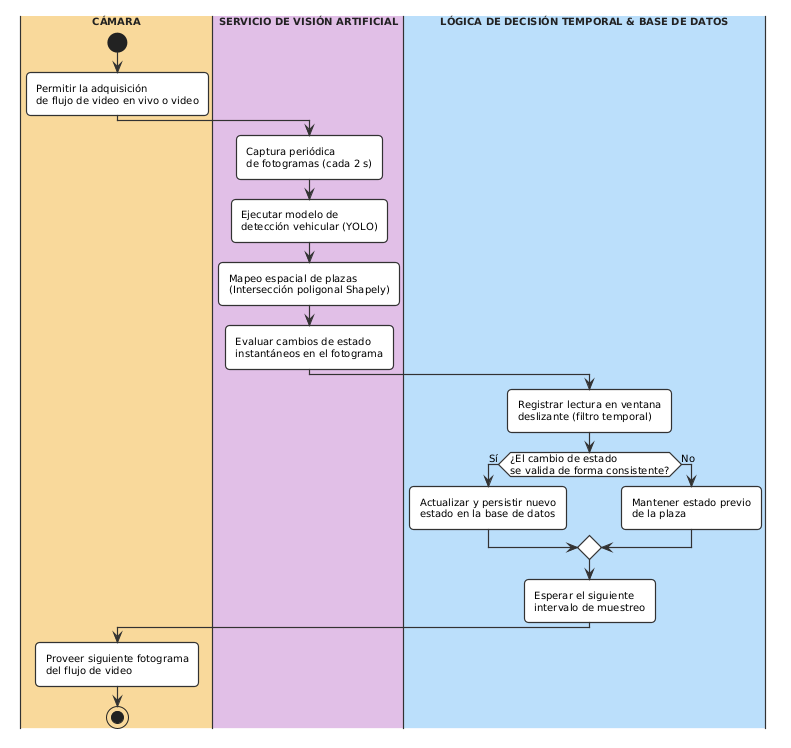 CÁMARA
SERVICIO DE VISIÓN ARTIFICIAL
LÓGICA DE DECISIÓN TEMPORAL & BASE DE DATOS
Permitir la adquisición
de flujo de video en vivo o video
Captura periódica
de fotogramas (cada 2 s)
Ejecutar modelo de
detección vehicular (YOLO)
Mapeo espacial de plazas
(Intersección poligonal Shapely)
Evaluar cambios de estado
instantáneos en el fotograma
Registrar lectura en ventana
deslizante (filtro temporal)
¿El cambio de estado
se valida de forma consistente?
Sí
No
Actualizar y persistir nuevo
estado en la base de datos
Mantener estado previo
de la plaza
Esperar el siguiente
intervalo de muestreo
Proveer siguiente fotograma
del flujo de video